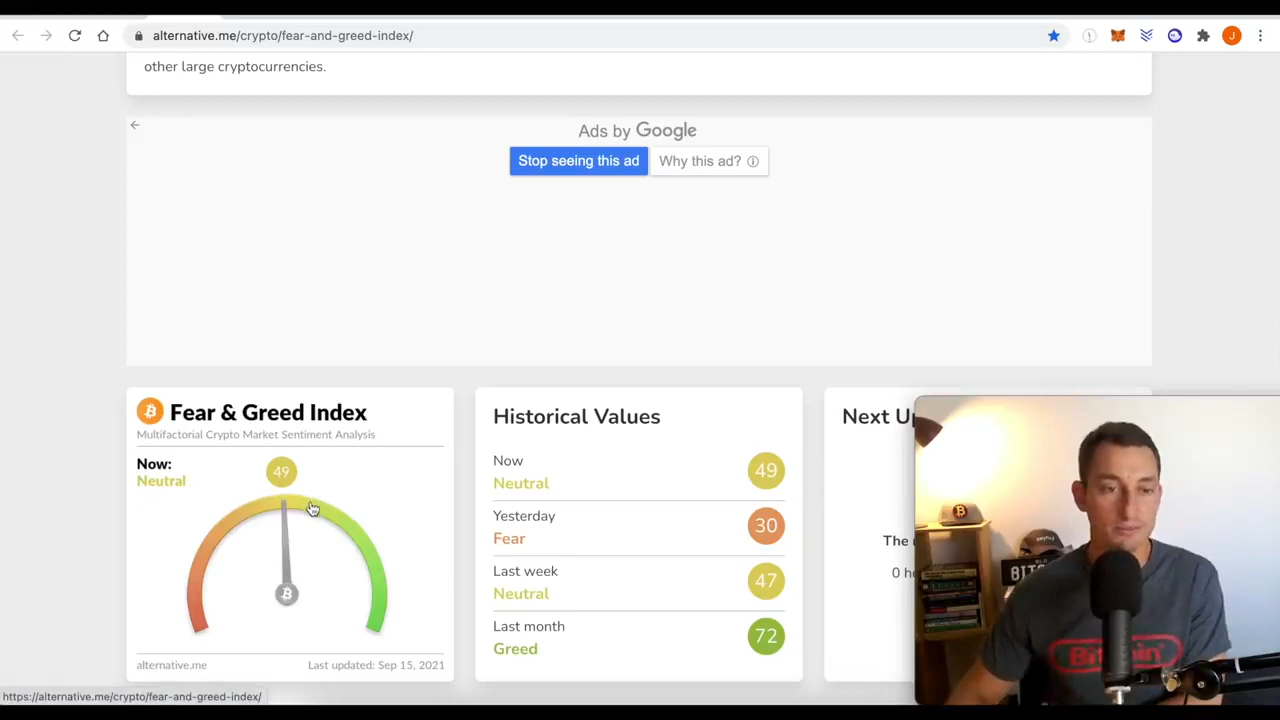 alternative.me/crypto/fear-and-greed-index/
J
other large cryptocurrencies.
Ads by Google
Stop seeing this ad
Why this ad?
Fear & Greed Index
Multifactorial Crypto Market Sentiment Analysis
Now:
Neutral
49
alternative.me
Last updated: Sep 15, 2021
Historical Values
Now
Neutral
49
Yesterday
Fear
30
Last week
Neutral
47
Last month
Greed
72
Next
The
0
https://alternative.me/crypto/fear-and-greed-index/